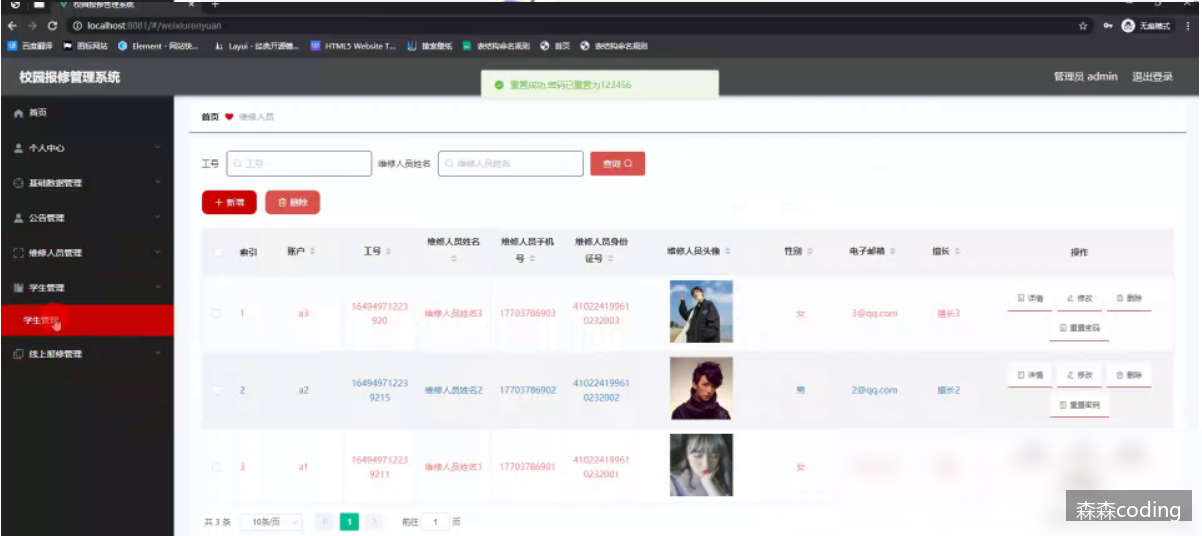 校园报修管理系统
localhost:8081/#/weixiurenyuan
无痕模式
百度翻译 图标网站 Element - 网站快... Layui - 经典开源模... HTML5 Website T... 搜索壁纸 表结构命名规则 首页 表结构命名规则
校园报修管理系统
重置成功,密码已重置为123456
管理员 admin 退出登录
首页
个人中心
基础数据管理
公告管理
维修人员管理
学生管理
学生管理
线上报修管理
首页 维修人员
工号 工号 维修人员姓名 维修人员姓名 查询
+ 新增 删除
索引 账户 工号 维修人员姓名 维修人员手机号 维修人员身份证号 维修人员头像 性别 电子邮箱 擅长 操作
1 a3 16494971223920 维修人员姓名3 17703786903 410224199610232003 女 3@qq.com 擅长3 详情 修改 删除
重置密码
2 a2 164949712239215 维修人员姓名2 17703786902 410224199610232002 男 2@qq.com 擅长2 详情 修改 删除
重置密码
3 a1 164949712239211 维修人员姓名1 17703786901 410224199610232001 女
共 3 条 10条/页 1 前往 1 页
森森coding